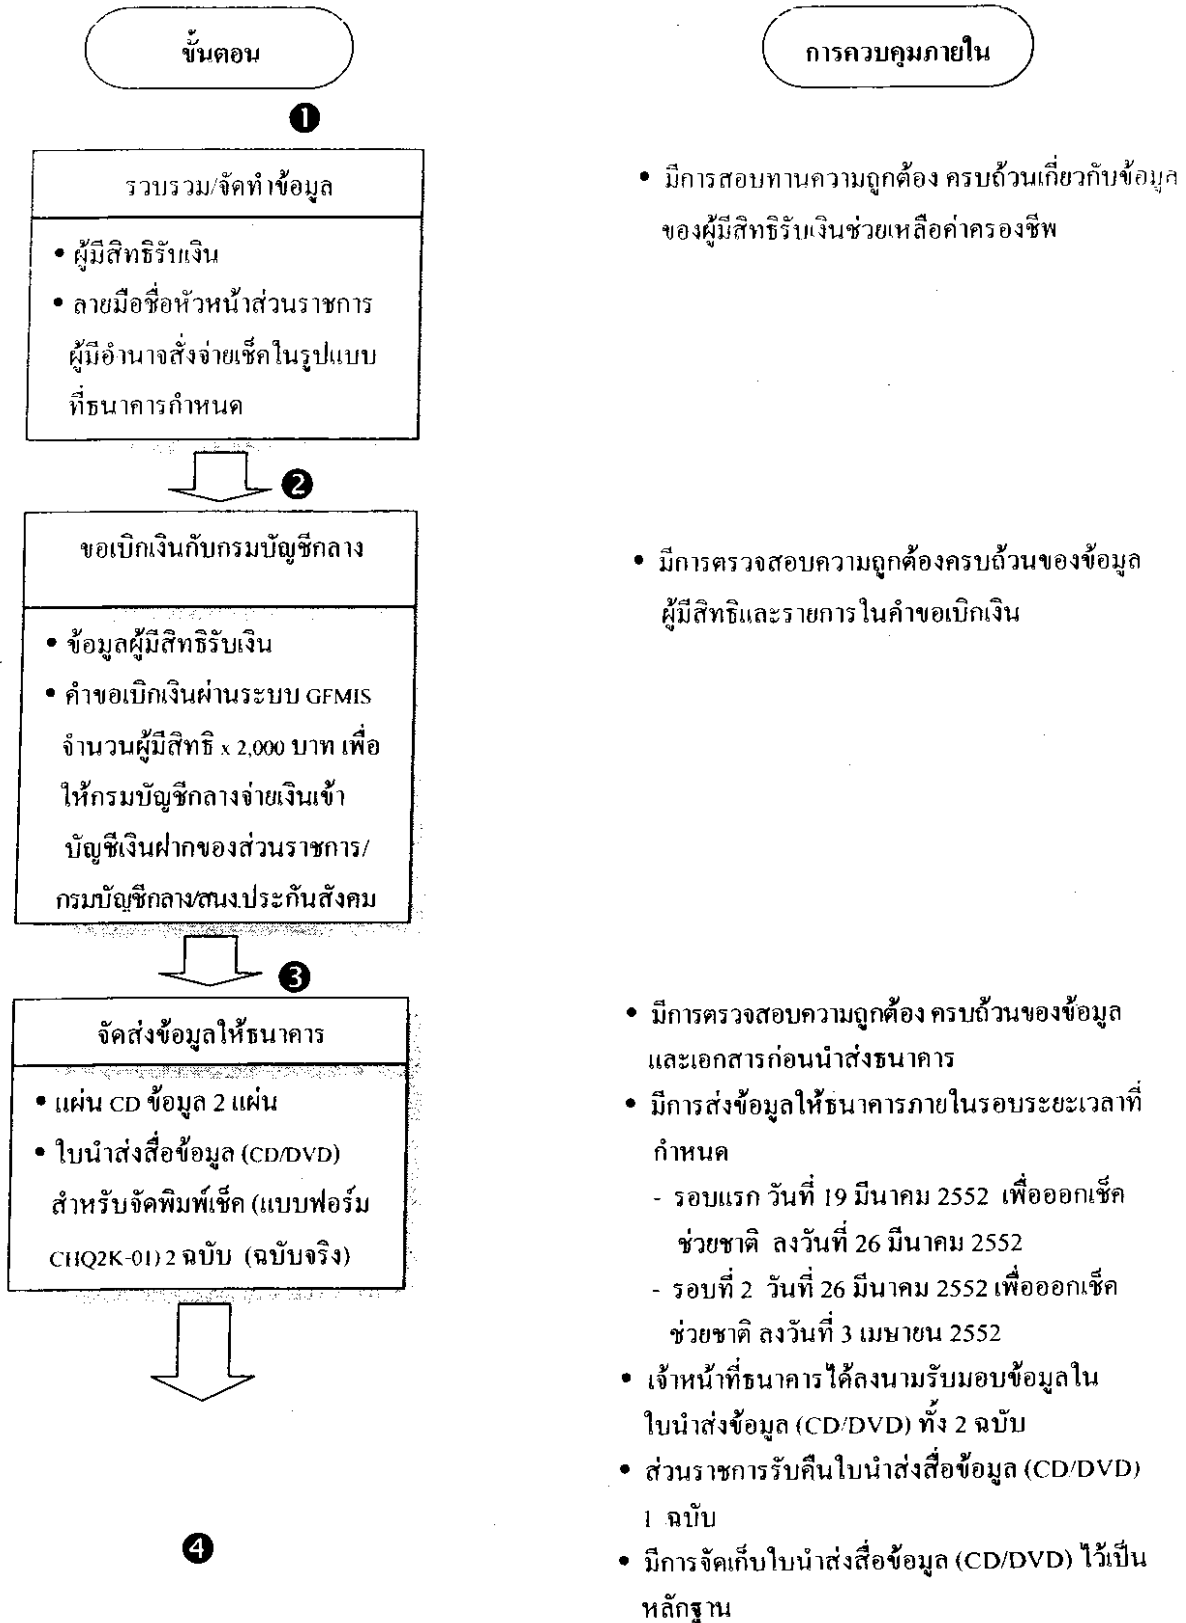 ขั้นตอน
การควบคุมภายใน
❶
รวบรวม/จัดทำข้อมูล
• ผู้มีสิทธิรับเงิน
• ลายมือชื่อหัวหน้าส่วนราชการ
ผู้มีอำนาจสั่งจ่ายเช็คในรูปแบบ
ที่ธนาคารกำหนด
• มีการสอบทานความถูกต้อง ครบถ้วนเกี่ยวกับข้อมูล
ของผู้มีสิทธิรับเงินช่วยเหลือค่าครองชีพ
❷
ขอเบิกเงินกับกรมบัญชีกลาง
• ข้อมูลผู้มีสิทธิรับเงิน
• คำขอเบิกเงินผ่านระบบ GFMIS
จำนวนผู้มีสิทธิ x 2,000 บาท เพื่อ
ให้กรมบัญชีกลางจ่ายเงินเข้า
บัญชีเงินฝากของส่วนราชการ/
กรมบัญชีกลาง/สนง.ประกันสังคม
• มีการตรวจสอบความถูกต้องครบถ้วนของข้อมูล
ผู้มีสิทธิและรายการในคำขอเบิกเงิน
❸
จัดส่งข้อมูลให้ธนาคาร
• แผ่น CD ข้อมูล 2 แผ่น
• ใบนำส่งสื่อข้อมูล (CD/DVD)
สำหรับจัดพิมพ์เช็ค (แบบฟอร์ม
CHQ2K-01) 2 ฉบับ (ฉบับจริง)
• มีการตรวจสอบความถูกต้อง ครบถ้วนของข้อมูล
และเอกสารก่อนนำส่งธนาคาร
• มีการส่งข้อมูลให้ธนาคารภายในรอบระยะเวลาที่
กำหนด
- รอบแรก วันที่ 19 มีนาคม 2552 เพื่อออกเช็ค
ช่วยชาติ ลงวันที่ 26 มีนาคม 2552
- รอบที่ 2 วันที่ 26 มีนาคม 2552 เพื่อออกเช็ค
ช่วยชาติ ลงวันที่ 3 เมษายน 2552
• เจ้าหน้าที่ธนาคารได้ลงนามรับมอบข้อมูลใน
ใบนำส่งข้อมูล (CD/DVD) ทั้ง 2 ฉบับ
• ส่วนราชการรับคืนใบนำส่งสื่อข้อมูล (CD/DVD)
1 ฉบับ
• มีการจัดเก็บใบนำส่งสื่อข้อมูล (CD/DVD) ไว้เป็น
หลักฐาน
❹